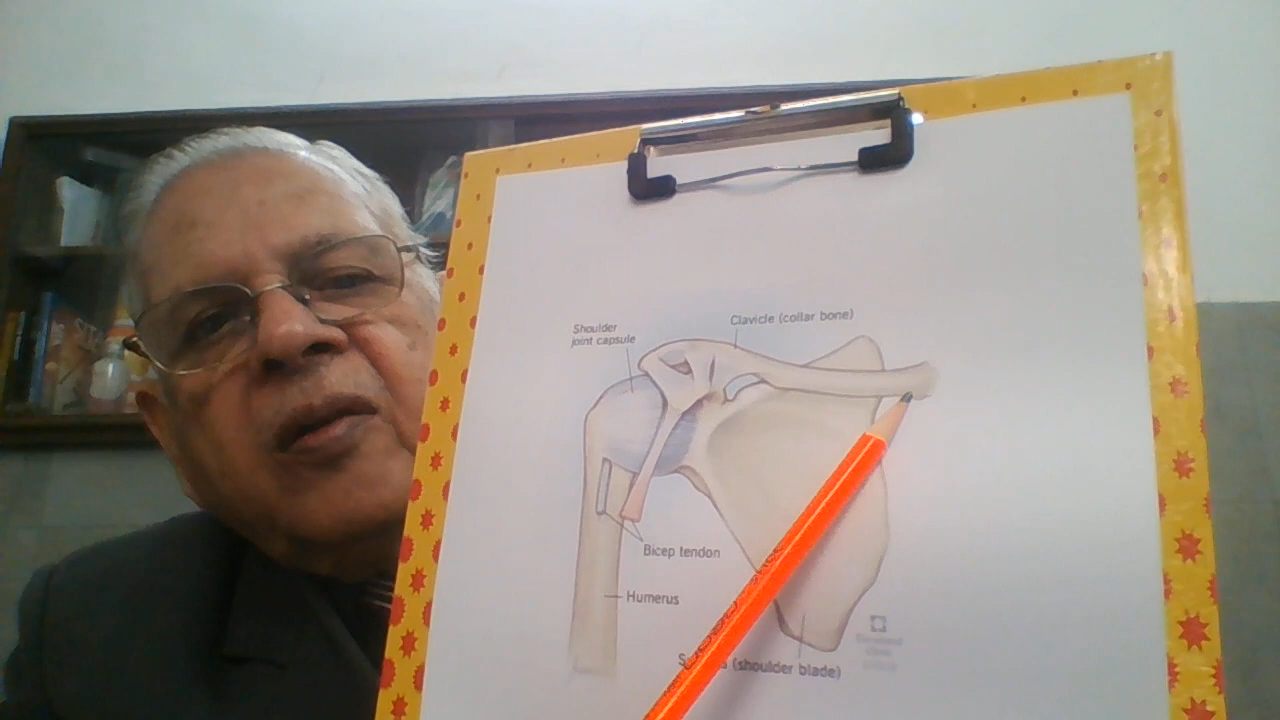 Clavicle (collar bone)
Shoulder
joint capsule
Bicep tendon
Humerus
(shoulder blade)